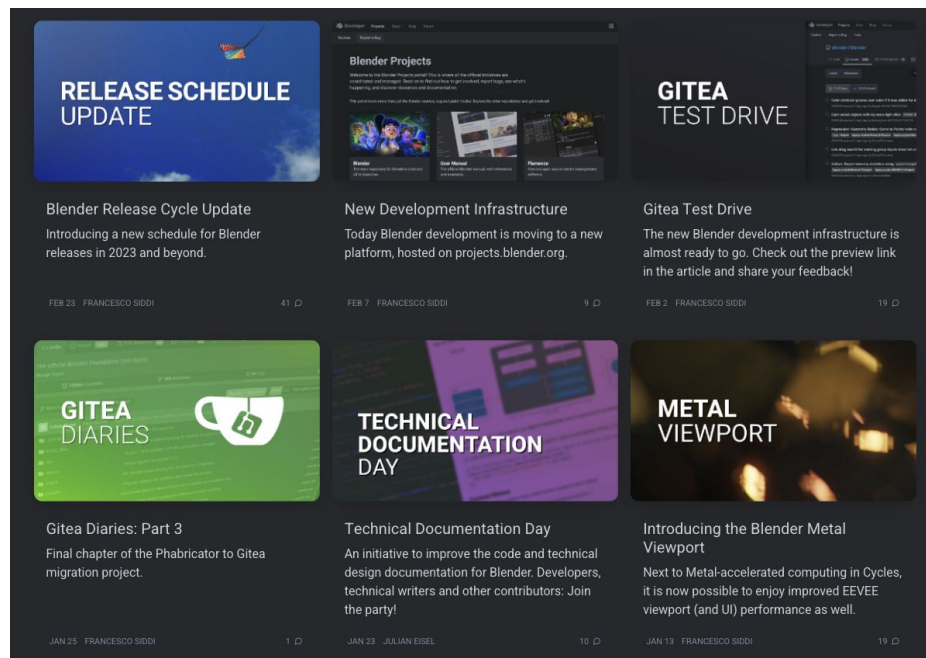 RELEASE SCHEDULE
UPDATE
Blender Projects
Blender
User Manual
Flamenco
GITEA
TEST DRIVE
Blender Release Cycle Update
Introducing a new schedule for Blender
releases in 2023 and beyond.
FEB 23 FRANCESCO SIDDI
41
New Development Infrastructure
Today Blender development is moving to a new
platform, hosted on projects.blender.org.
FEB 7 FRANCESCO SIDDI
9
Gitea Test Drive
The new Blender development infrastructure is
almost ready to go. Check out the preview link
in the article and share your feedback!
FEB 2 FRANCESCO SIDDI
19
GITEA
DIARIES
TECHNICAL
DOCUMENTATION
DAY
METAL
VIEWPORT
Gitea Diaries: Part 3
Final chapter of the Phabricator to Gitea
migration project.
JAN 25 FRANCESCO SIDDI
1
Technical Documentation Day
An initiative to improve the code and technical
design documentation for Blender. Developers,
technical writers and other contributors: Join
the party!
JAN 23 JULIAN EISEL
10
Introducing the Blender Metal
Viewport
Next to Metal-accelerated computing in Cycles,
it is now possible to enjoy improved EEVEE
viewport (and UI) performance as well.
JAN 13 FRANCESCO SIDDI
19